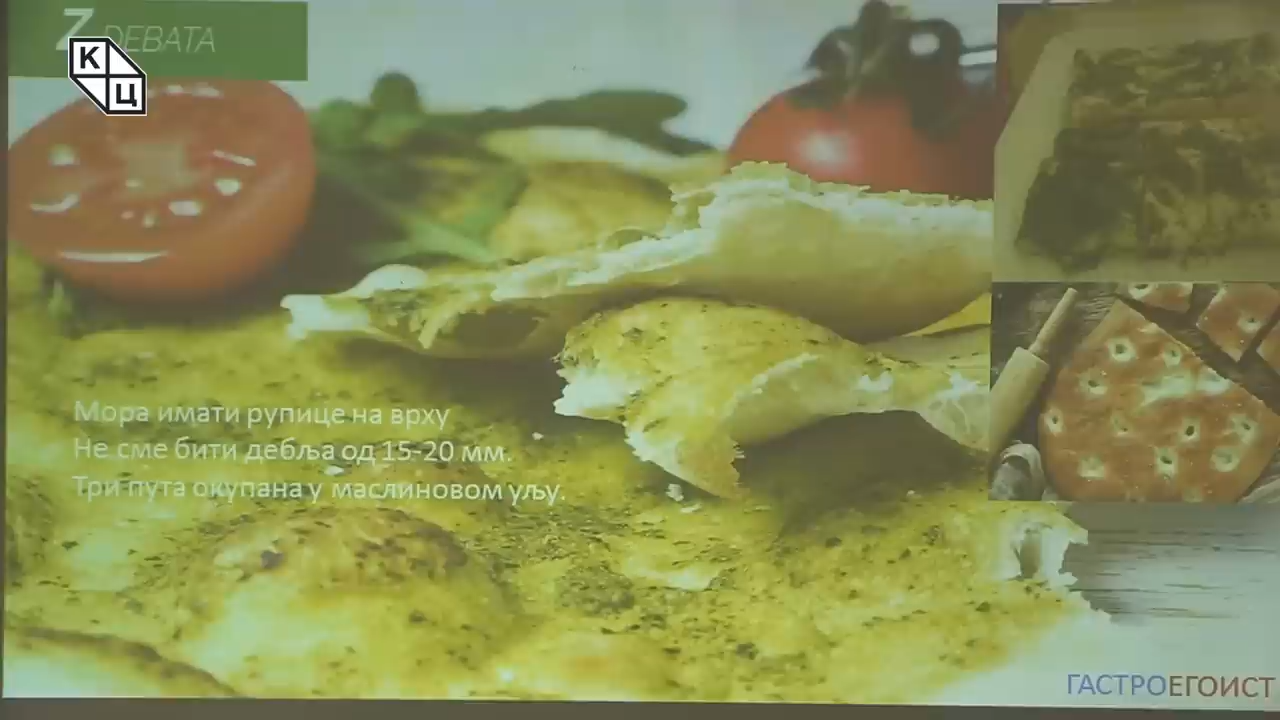 Z DEBATA
К
Ц
Мора имати рупице на врху
Не сме бити дебља од 15-20 мм.
Три пута окупана у маслиновом уљу.
ГАСТРОЕГОИСТ